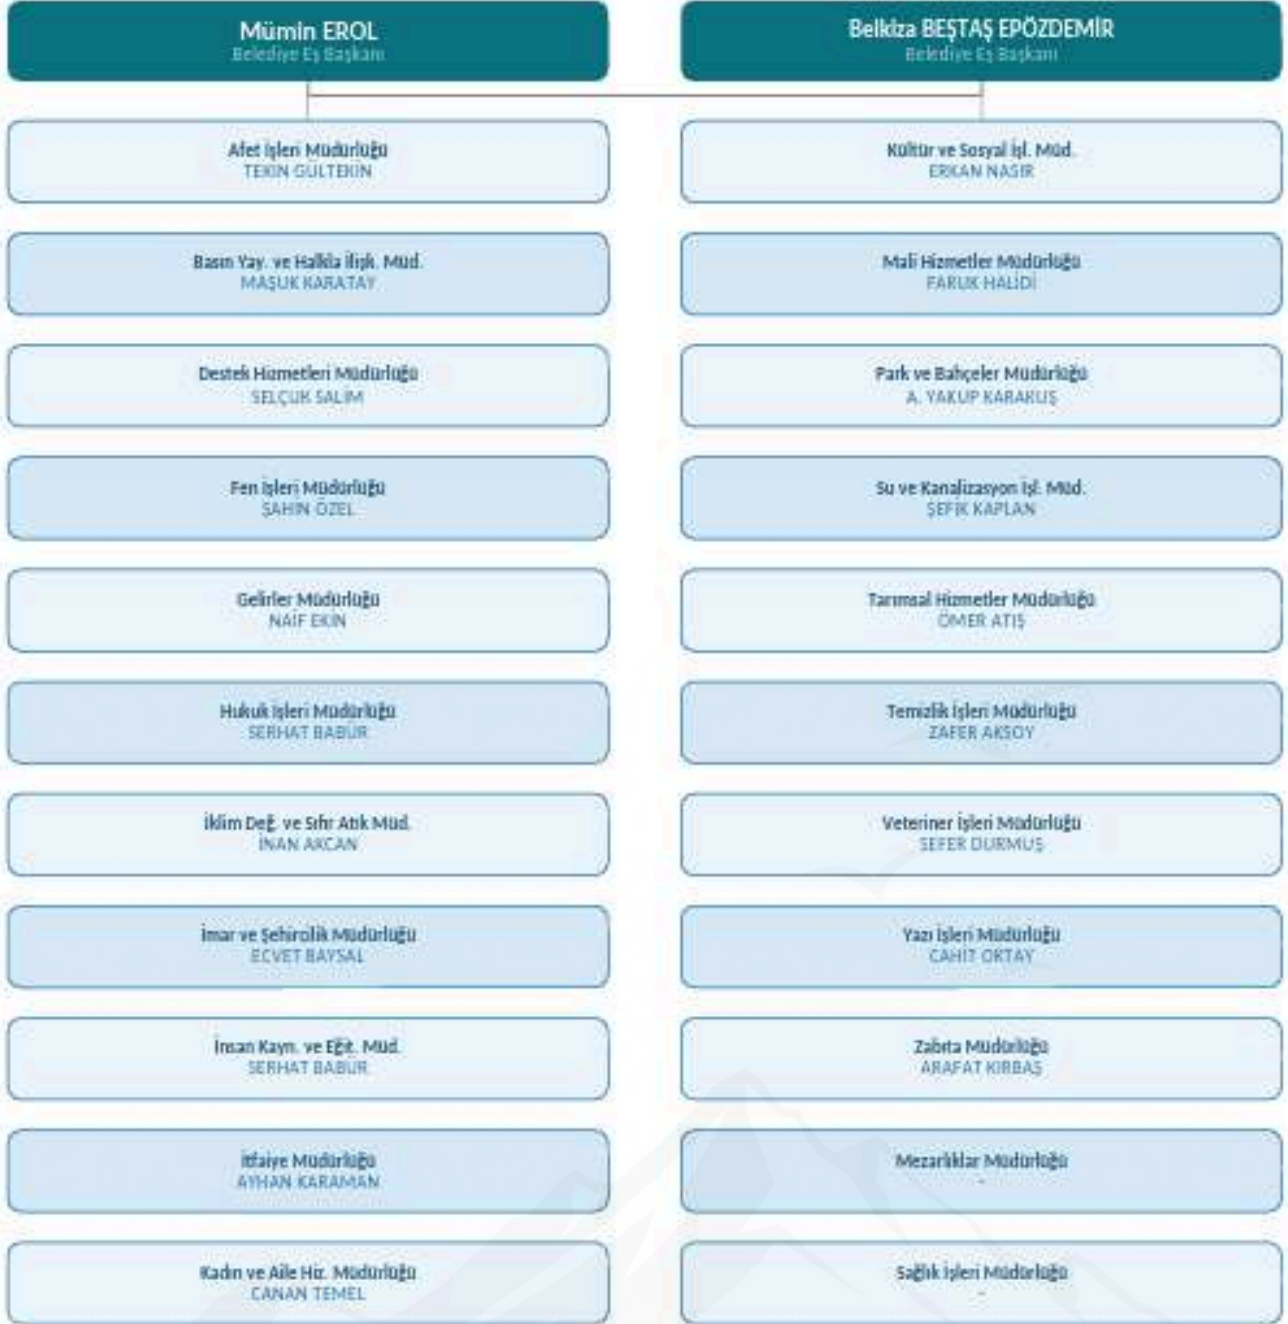 Mümin EROL
Belediye Eş Başkanı
Belkiza BEŞTAŞ EPÖZDEMİR
Belediye Eş Başkanı
Afet İşleri Müdürlüğü
TEKİN GÜLTEKİN
Kültür ve Sosyal İşl. Müd.
ERKAN NASIR
Basın Yay. ve Halkla İlişk. Müd.
MAŞUK KARATAY
Mali Hizmetler Müdürlüğü
FARUK HALİDİ
Destek Hizmetleri Müdürlüğü
SELÇUK SALİM
Park ve Bahçeler Müdürlüğü
A. YAKUP KARAKUŞ
Fen İşleri Müdürlüğü
ŞAHİN ÖZEL
Su ve Kanalizasyon İşl. Müd.
ŞEFİK KAPLAN
Gelirler Müdürlüğü
NAİF EKİN
Tarımsal Hizmetler Müdürlüğü
ÖMER ATIŞ
Hukuk İşleri Müdürlüğü
SERHAT BABUR
Temizlik İşleri Müdürlüğü
ZAFER AKSOY
İklim Değ. ve Sıfır Atık Müd.
İNAN AKCAN
Veteriner İşleri Müdürlüğü
SEFER DURMUŞ
İmar ve Şehircilik Müdürlüğü
ECVET BAYSAL
Yazı İşleri Müdürlüğü
CAHİT OKTAY
İnsan Kayn. ve Eğit. Müd.
SERHAT BABUR
Zabıta Müdürlüğü
ARAFAT KIRBAŞ
İtfaiye Müdürlüğü
AYHAN KARAMAN
Mezarlıklar Müdürlüğü
-
Kadın ve Aile Hiz. Müdürlüğü
CANAN TEMEL
Sağlık İşleri Müdürlüğü
-